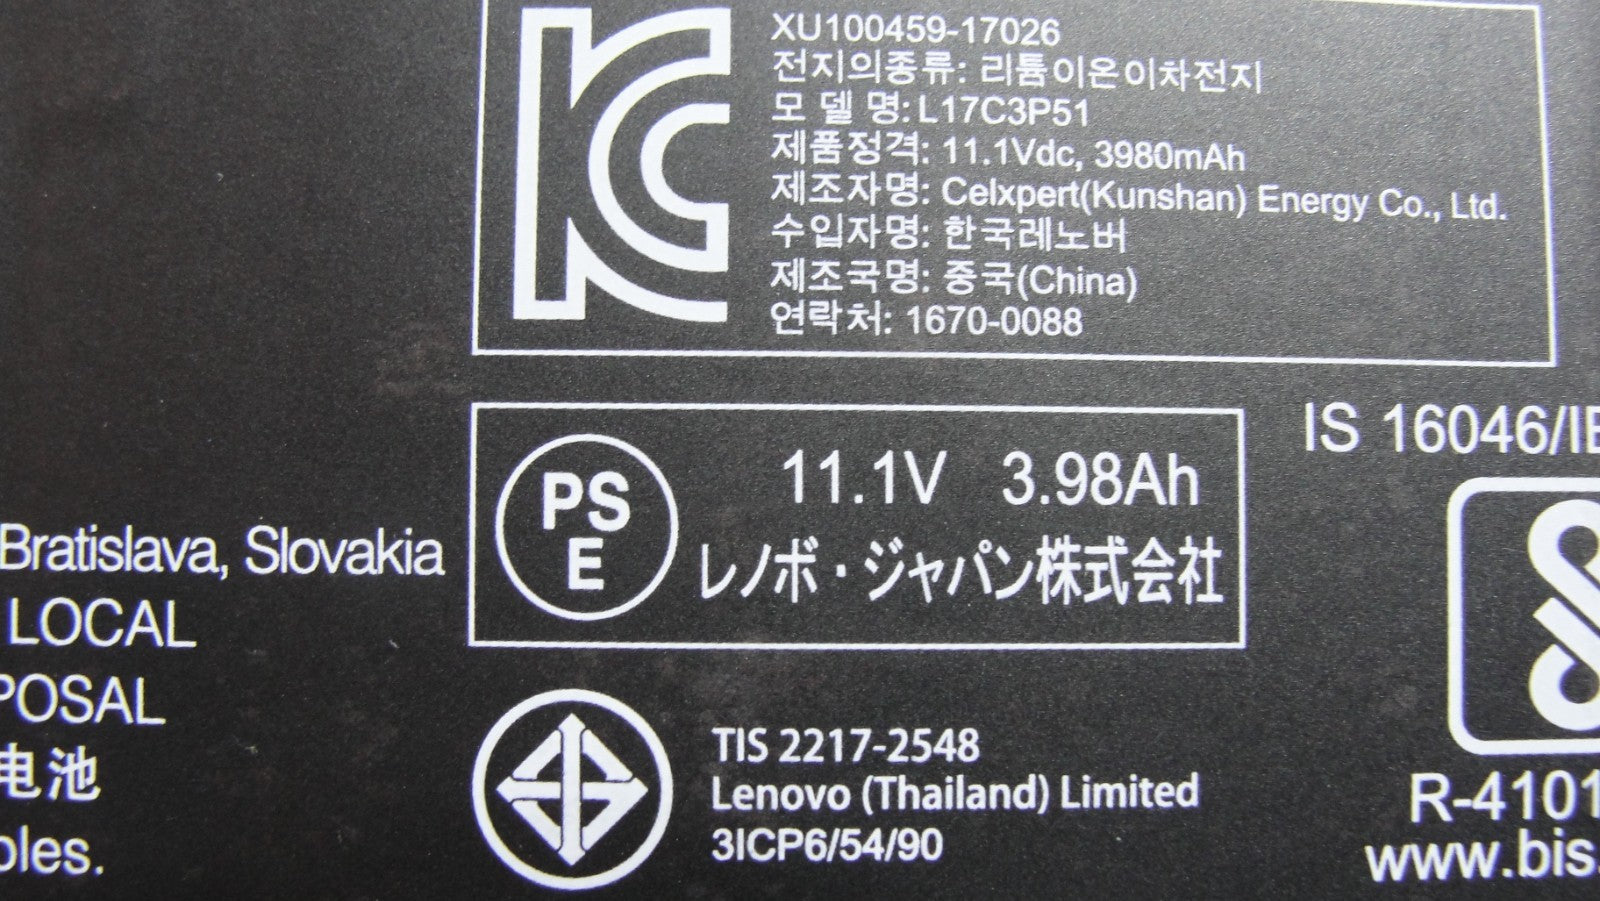 XU100459-17026
전지의종류: 리튬이온이차전지
모 델 명: L17C3P51
제품정격: 11.1Vdc, 3980mAh
제조자명: Celxpert(Kunshan) Energy Co., Ltd.
수입자명: 한국레노버
제조국명: 중국(China)
연락처: 1670-0088
IS 16046/IE
PS
E
11.1V 3.98Ah
レノボ・ジャパン株式会社
Bratislava, Slovakia
LOCAL
POSAL
电池
bles.
TIS 2217-2548
Lenovo (Thailand) Limited
3ICP6/54/90
R-4101
www.bis.